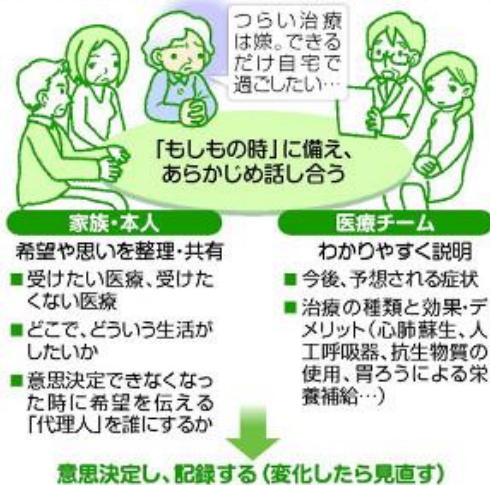 つらい治療
は嫌。できる
だけ自宅で
過ごしたい…
「もしもの時」に備え、
あらかじめ話し合う
家族・本人
希望や思いを整理・共有
■受けたい医療、受けた
くない医療
■どこで、どういう生活が
したいか
■意思決定できなくなっ
た時に希望を伝える
「代理人」を誰にするか
医療チーム
わかりやすく説明
■今後、予想される症状
■治療の種類と効果・デ
メリット(心肺蘇生、人
工呼吸器、抗生物質の
使用、胃ろうによる栄
養補給…)
意思決定し、記録する(変化したら見直す)